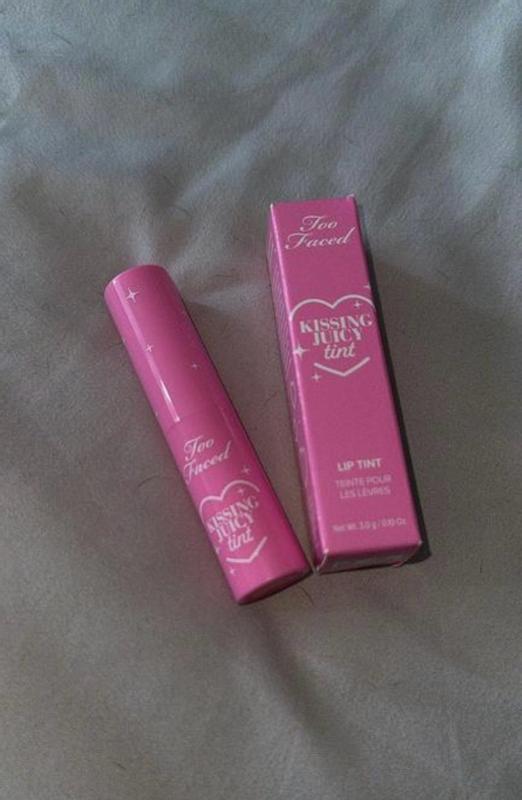 Too
Faced
KISSING
JUICY
tint
Too
Faced
KISSING
JUICY
tint
LIP TINT
TEINTE POUR
LES LÈVRES
Net Wt. 3.0 g / 0.10 Oz.